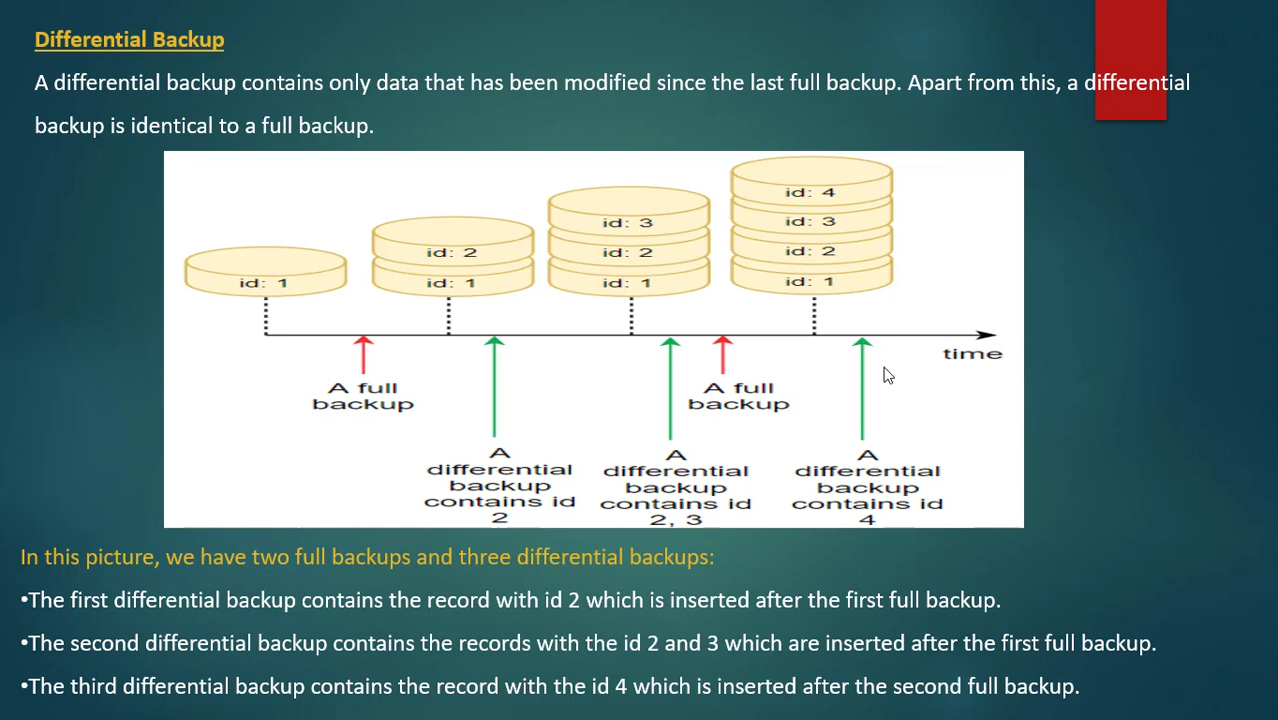 Differential Backup
A differential backup contains only data that has been modified since the last full backup. Apart from this, a differential
backup is identical to a full backup.
id: 1
id: 2
id: 1
id: 3
id: 2
id: 1
id: 4
id: 3
id: 2
id: 1
time
A full
backup
A full
backup
A
differential
backup
contains id
2
A
differential
backup
contains id
2, 3
A
differential
backup
contains id
4
In this picture, we have two full backups and three differential backups:
•The first differential backup contains the record with id 2 which is inserted after the first full backup.
•The second differential backup contains the records with the id 2 and 3 which are inserted after the first full backup.
•The third differential backup contains the record with the id 4 which is inserted after the second full backup.